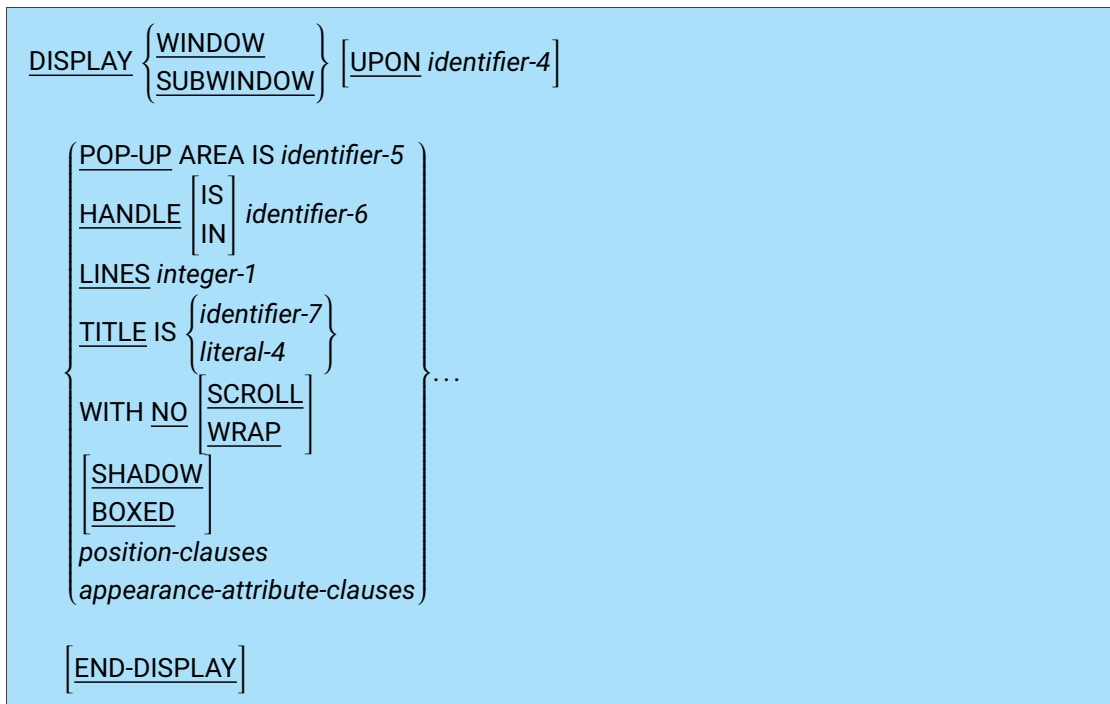 DISPLAY {WINDOW SUBWINDOW} [UPON identifier-4]
{POP-UP AREA IS identifier-5
HANDLE [IS IN] identifier-6
LINES integer-1
TITLE IS {identifier-7 literal-4}
WITH NO [SCROLL WRAP]
[SHADOW BOXED]
position-clauses
appearance-attribute-clauses}...
[END-DISPLAY]